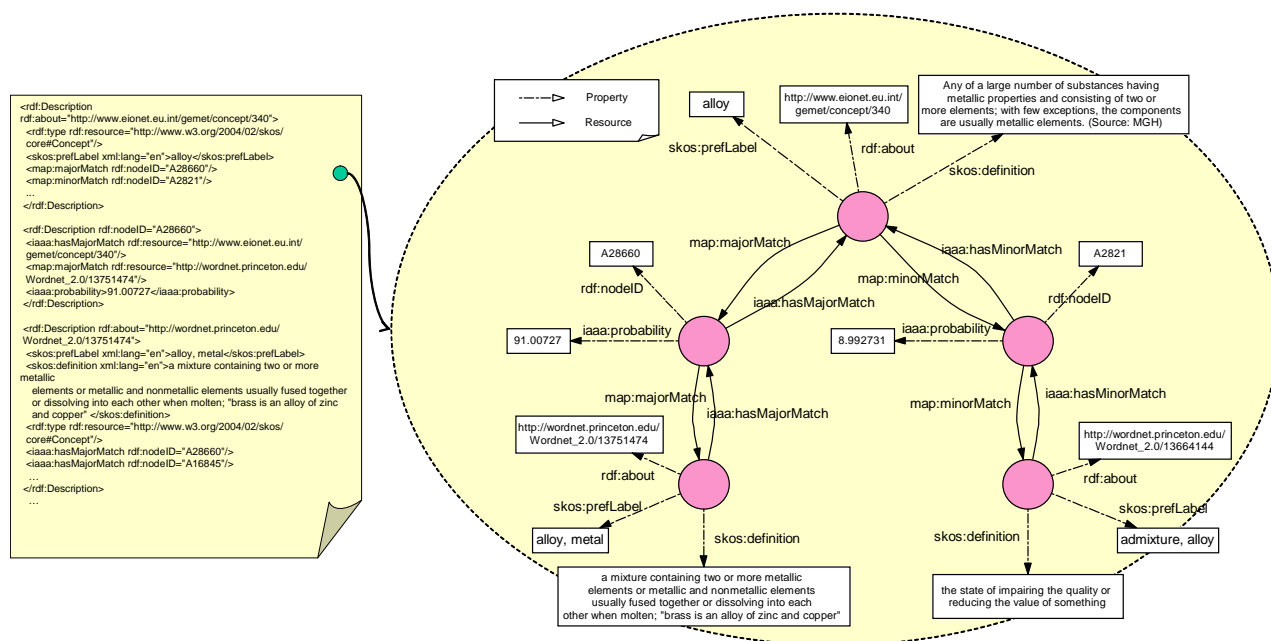 <rdf:Description
rdf:about="http://www.eionet.eu.int/gemet/concept/340">
<rdf:type rdf:resource="http://www.w3.org/2004/02/skos/
core#Concept"/>
<skos:prefLabel xml:lang="en">alloy</skos:prefLabel>
<map:majorMatch rdf:nodeID="A28660"/>
<map:minorMatch rdf:nodeID="A2821"/>
...
</rdf:Description>
<rdf:Description rdf:nodeID="A28660">
<iaaa:hasMajorMatch rdf:resource="http://www.eionet.eu.int/
gemet/concept/340"/>
<map:majorMatch rdf:resource="http://wordnet.princeton.edu/
Wordnet_2.0/13751474"/>
<iaaa:probability>91.00727</iaaa:probability>
</rdf:Description>
<rdf:Description rdf:about="http://wordnet.princeton.edu/
Wordnet_2.0/13751474">
<skos:prefLabel xml:lang="en">alloy, metal</skos:prefLabel>
<skos:definition xml:lang="en">a mixture containing two or more
metallic
elements or metallic and nonmetallic elements usually fused together
or dissolving into each other when molten; "brass is an alloy of zinc
and copper" </skos:definition>
<rdf:type rdf:resource="http://www.w3.org/2004/02/skos/
core#Concept"/>
<iaaa:hasMajorMatch rdf:nodeID="A28660"/>
<iaaa:hasMajorMatch rdf:nodeID="A16845"/>
...
</rdf:Description>
...
Property
Resource
alloy
http://www.eionet.eu.int/
gemet/concept/340
Any of a large number of substances having
metallic properties and consisting of two or
more elements; with few exceptions, the components
are usually metallic elements. (Source: MGH)
skos:prefLabel
rdf:about
skos:definition
map:majorMatch
iaaa:hasMajorMatch
map:minorMatch
iaaa:hasMinorMatch
A28660
rdf:nodeID
91.00727
iaaa:probability
A2821
rdf:nodeID
8.992731
iaaa:probability
map:majorMatch
iaaa:hasMajorMatch
map:minorMatch
iaaa:hasMinorMatch
http://wordnet.princeton.edu/
Wordnet_2.0/13751474
rdf:about
skos:prefLabel
alloy, metal
skos:definition
a mixture containing two or more metallic
elements or metallic and nonmetallic elements
usually fused together or dissolving into each
other when molten; "brass is an alloy of zinc and copper"
http://wordnet.princeton.edu/
Wordnet_2.0/13664144
rdf:about
skos:prefLabel
admixture, alloy
skos:definition
the state of impairing the quality or
reducing the value of something